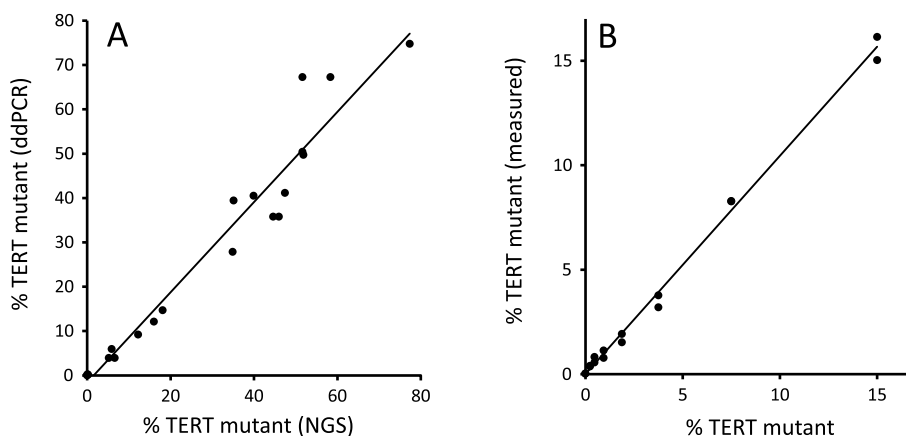 A
% TERT mutant (ddPCR)
80
70
60
50
40
30
20
10
0
0 20 40 60 80
% TERT mutant (NGS)
B
% TERT mutant (measured)
15
10
5
0
0 5 10 15
% TERT mutant